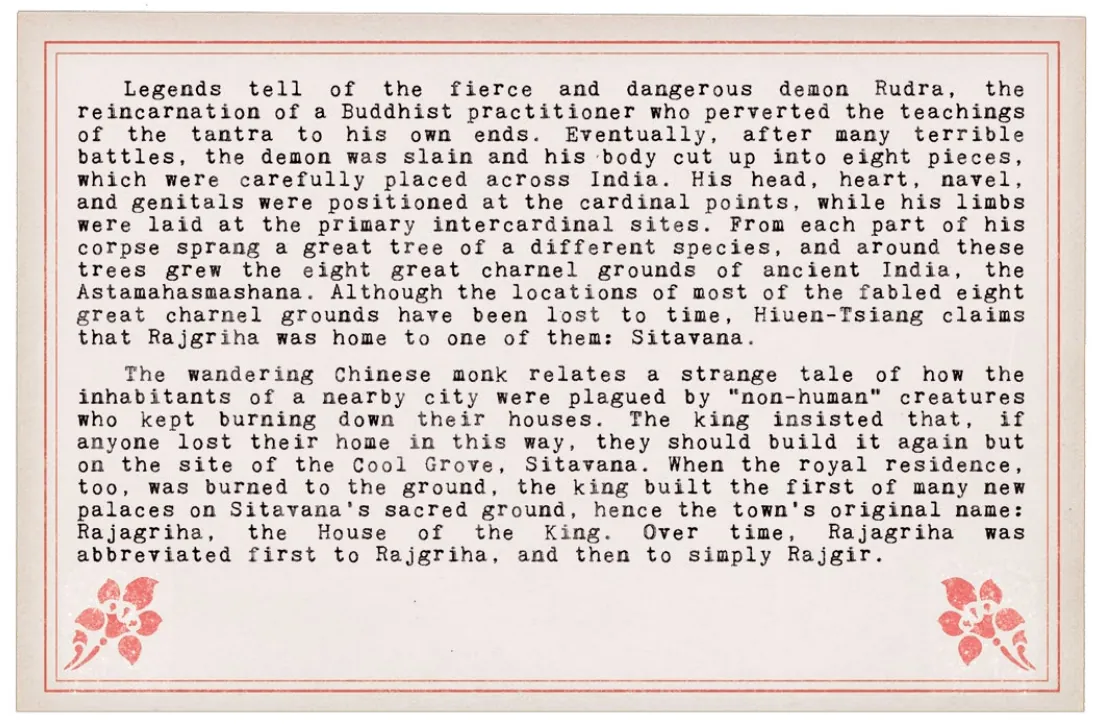 Legends tell of the fierce and dangerous demon Rudra, the
reincarnation of a Buddhist practitioner who perverted the teachings
of the tantra to his own ends. Eventually, after many terrible
battles, the demon was slain and his body cut up into eight pieces,
which were carefully placed across India. His head, heart, navel,
and genitals were positioned at the cardinal points, while his limbs
were laid at the primary intercardinal sites. From each part of his
corpse sprang a great tree of a different species, and around these
trees grew the eight great charnel grounds of ancient India, the
Astamahasmashana. Although the locations of most of the fabled eight
great charnel grounds have been lost to time, Hiuen-Tsiang claims
that Rajgriha was home to one of them: Sitavana.
The wandering Chinese monk relates a strange tale of how the
inhabitants of a nearby city were plagued by "non-human" creatures
who kept burning down their houses. The king insisted that, if
anyone lost their home in this way, they should build it again but
on the site of the Cool Grove, Sitavana. When the royal residence,
too, was burned to the ground, the king built the first of many new
palaces on Sitavana's sacred ground, hence the town's original name:
Rajagriha, the House of the King. Over time, Rajagriha was
abbreviated first to Rajgriha, and then to simply Rajgir.